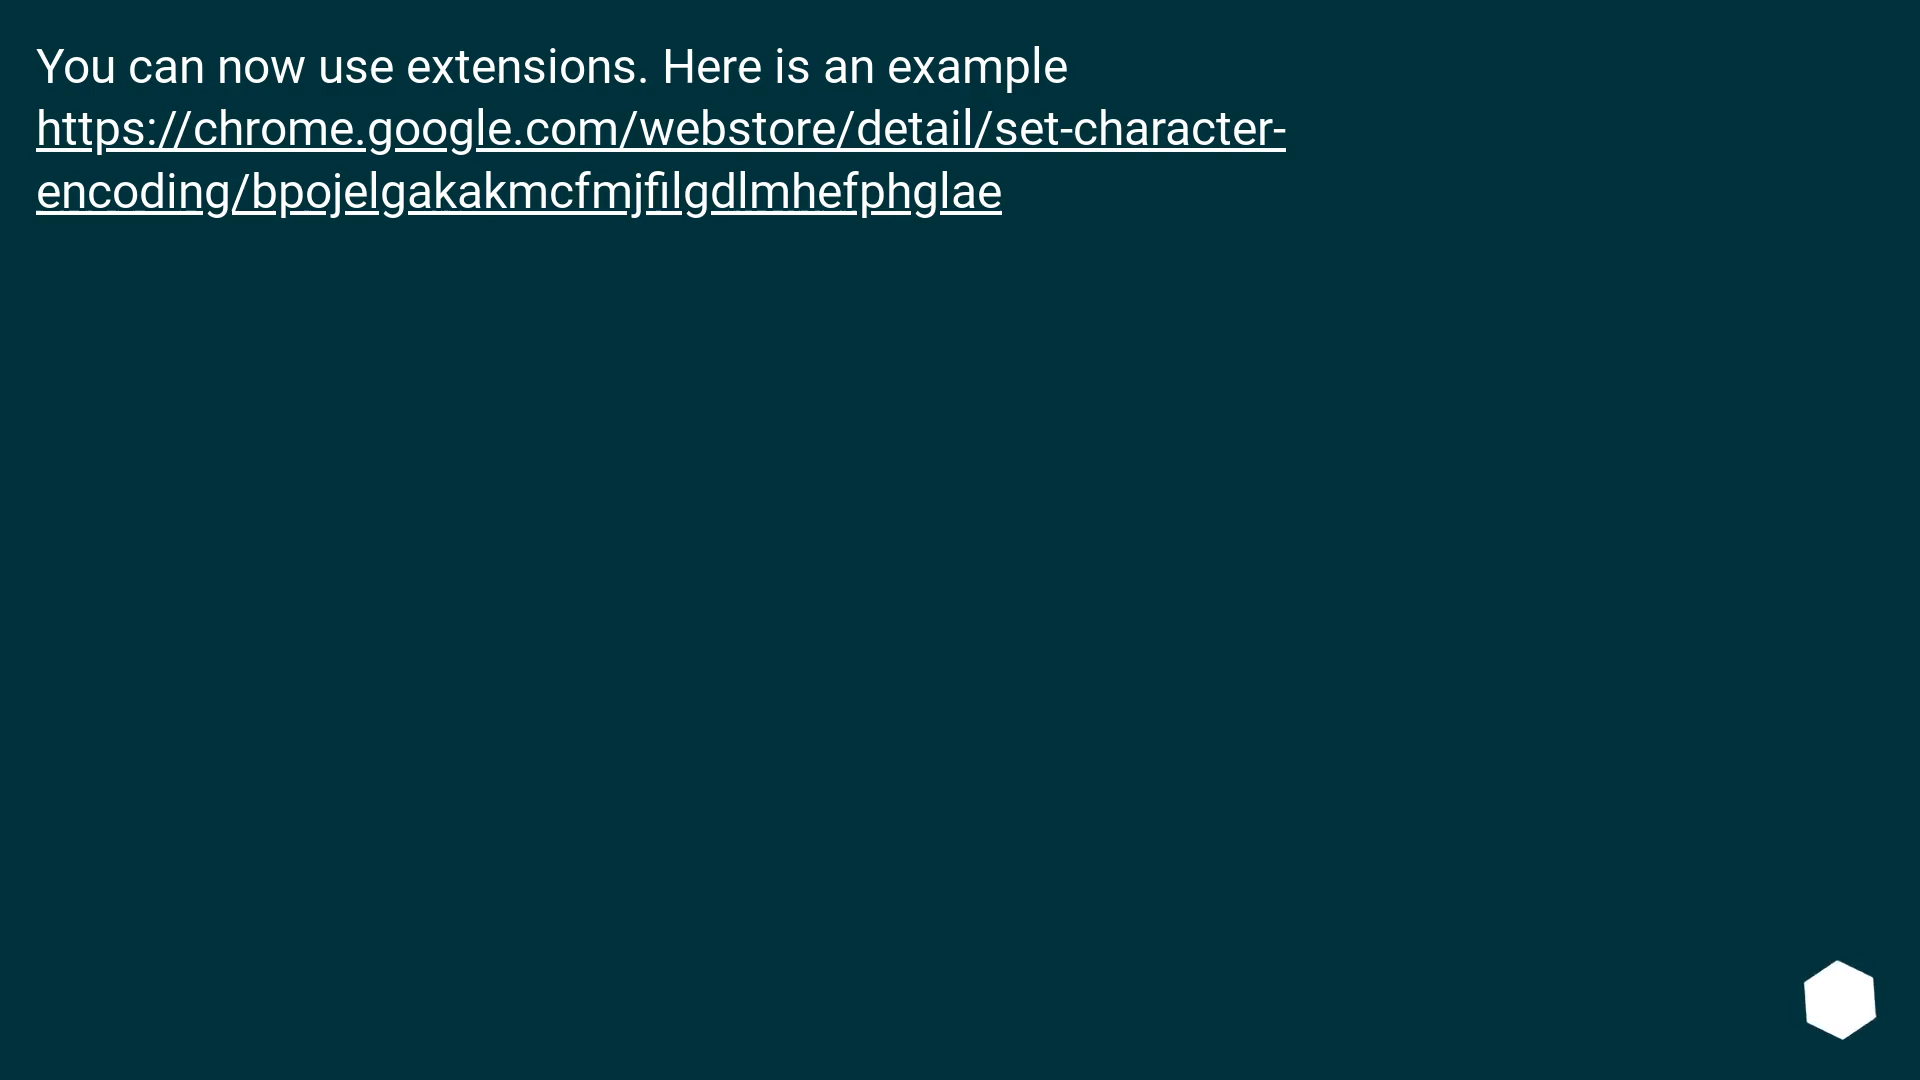 You can now use extensions. Here is an example
https://chrome.google.com/webstore/detail/set-character-
encoding/bpojelgakakmcfmjfilgdlmhefphglae